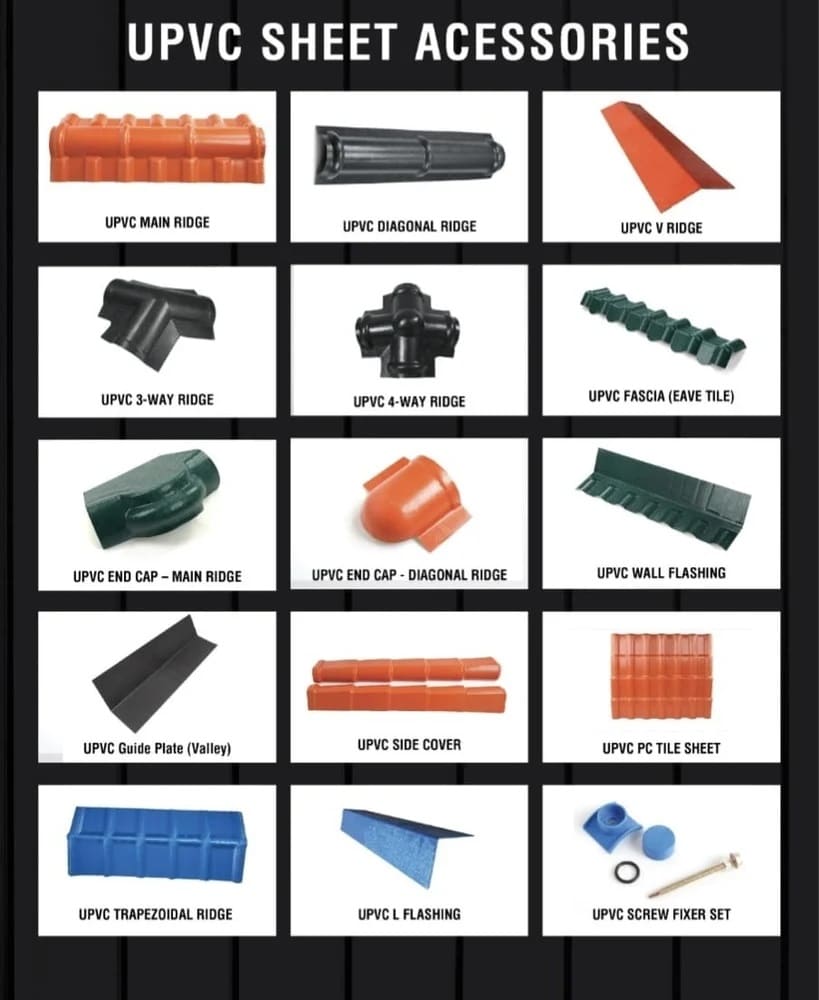 UPVC SHEET ACESSORIES
UPVC MAIN RIDGE
UPVC DIAGONAL RIDGE
UPVC V RIDGE
UPVC 3-WAY RIDGE
UPVC 4-WAY RIDGE
UPVC FASCIA (EAVE TILE)
UPVC END CAP – MAIN RIDGE
UPVC END CAP - DIAGONAL RIDGE
UPVC WALL FLASHING
UPVC Guide Plate (Valley)
UPVC SIDE COVER
UPVC PC TILE SHEET
UPVC TRAPEZOIDAL RIDGE
UPVC L FLASHING
UPVC SCREW FIXER SET